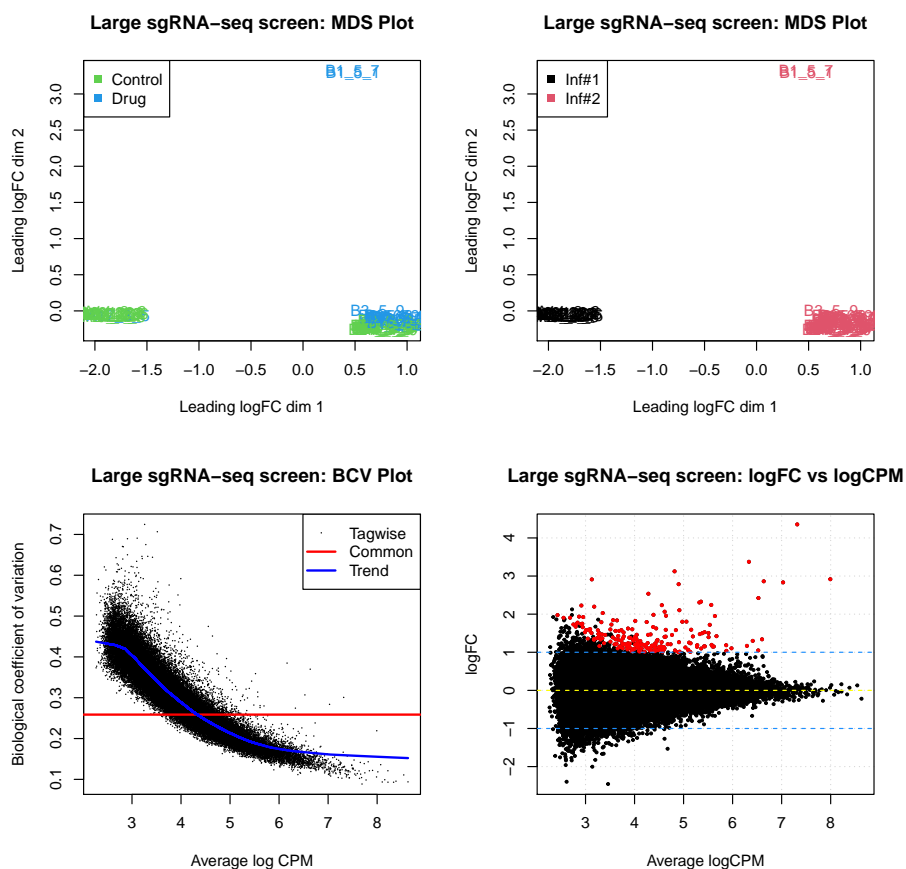 Large sgRNA−seq screen: MDS Plot
Control
Drug
B1_5_1
Leading logFC dim 2
3.0
2.5
2.0
1.5
1.0
0.5
0.0
−2.0 −1.5 −1.0 −0.5 0.0 0.5 1.0
Leading logFC dim 1
Large sgRNA−seq screen: MDS Plot
Inf#1
Inf#2
B1_5_1
Leading logFC dim 2
3.0
2.5
2.0
1.5
1.0
0.5
0.0
−2.0 −1.5 −1.0 −0.5 0.0 0.5 1.0
Leading logFC dim 1
Large sgRNA−seq screen: BCV Plot
Tagwise
Common
Trend
Biological coefficient of variation
0.7
0.6
0.5
0.4
0.3
0.2
0.1
3 4 5 6 7 8
Average log CPM
Large sgRNA−seq screen: logFC vs logCPM
logFC
4
3
2
1
0
−1
−2
3 4 5 6 7 8
Average logCPM